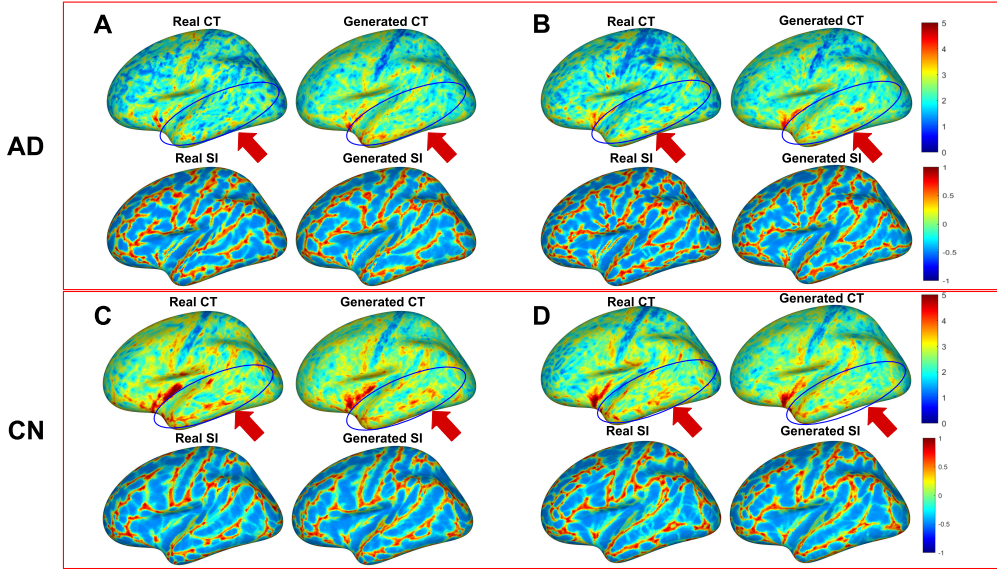 A
Real CT
Generated CT
B
Real CT
Generated CT
5
4
3
2
1
0
AD
Real SI
Generated SI
Real SI
Generated SI
1
0.5
0
-0.5
-1
C
Real CT
Generated CT
D
Real CT
Generated CT
5
4
3
2
1
0
CN
Real SI
Generated SI
Real SI
Generated SI
1
0.5
0
-0.5
-1